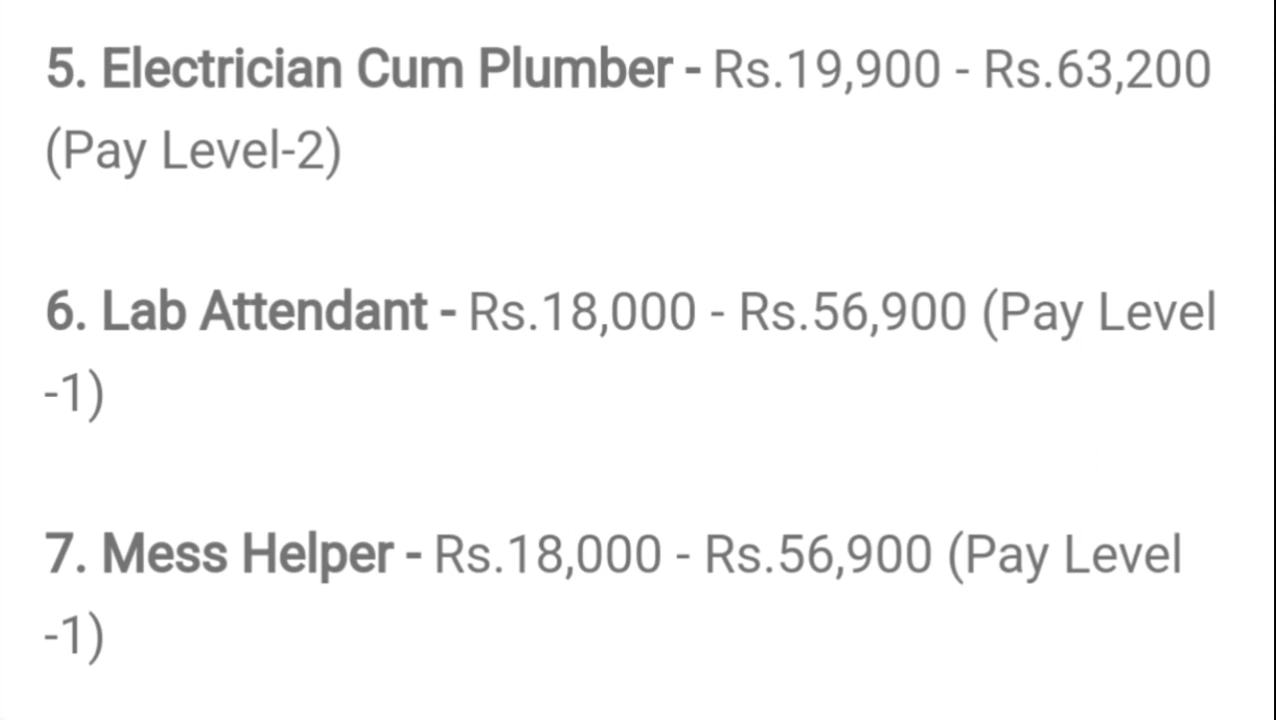 5. Electrician Cum Plumber - Rs.19,900 - Rs.63,200
(Pay Level-2)
6. Lab Attendant - Rs.18,000 - Rs.56,900 (Pay Level
-1)
7. Mess Helper - Rs.18,000 - Rs.56,900 (Pay Level
-1)